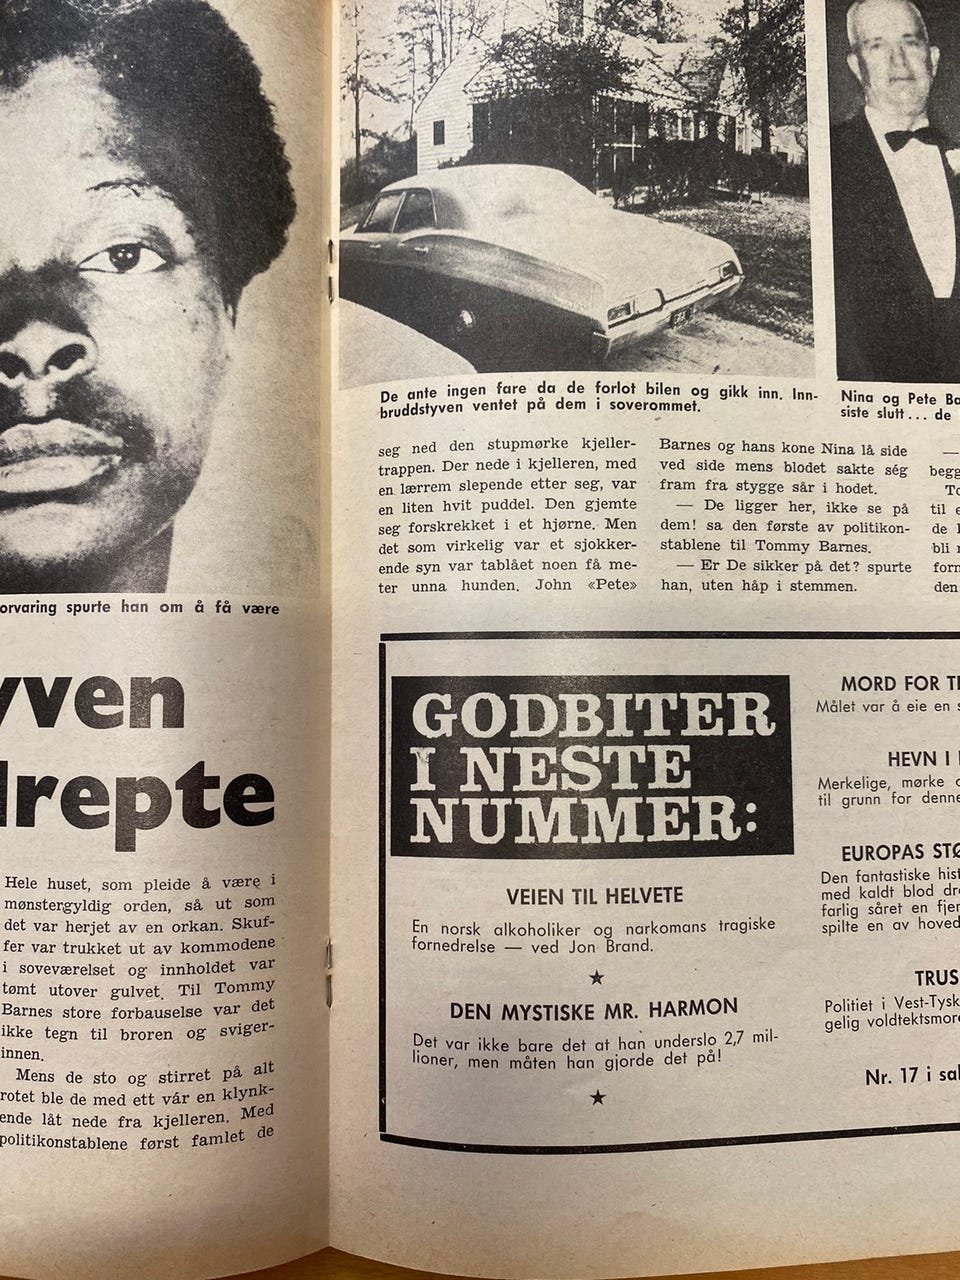 orvaring spurte han om å få være
yven
drepte
Hele huset, som pleide å være i
mønstergyldig orden, så ut som
det var herjet av en orkan. Skuf-
fer var trukket ut av kommodene
i soveværelset og innholdet var
tømt utover gulvet. Til Tommy
Barnes store forbauselse var det
ikke tegn til broren og sviger-
innen.
Mens de sto og stirret på alt
rotet ble de med ett vár en klynk-
ende låt nede fra kjelleren. Med
politikonstablene først famlet de
De ante ingen fare da de forlot bilen og gikk inn. Inn-
bruddstyven ventet på dem i soverommet.
Nina og Pete Ba
siste slutt... de
seg ned den stupmørke kjeller-
trappen. Der nede i kjelleren, med
en lærrem slepende etter seg, var
en liten hvit puddel. Den gjemte
seg forskrekket i et hjørne. Men
det som virkelig var et sjokker-
ende syn var tablået noen få me-
ter unna hunden. John «Pete»
Barnes og hans kone Nina lå side
ved side mens blodet sakte ség
fram fra stygge sår i hodet.
— De ligger her, ikke se på
dem! sa den første av politikon-
stablene til Tommy Barnes.
— Er De sikker på det? spurte
han, uten håp i stemmen.
—
begg
To
til e
de
bli
forn
den
GODBITER
I NESTE
NUMMER:
VEIEN TIL HELVETE
En norsk alkoholiker og narkomans tragiske
fornedrelse — ved Jon Brand.
★
DEN MYSTISKE MR. HARMON
Det var ikke bare det at han underslo 2,7 mil-
lioner, men måten han gjorde det på!
★
MORD FOR
Målet var å eie en s
HEVN I
Merkelige, mørke
til grunn for denne
EUROPAS STØ
Den fantastiske hist
med kaldt blod dre
farlig såret en fjer
spilte en av hoved
TRUS
Politiet i Vest-Tysk
gelig voldtektsmor
Nr. 17 i sal